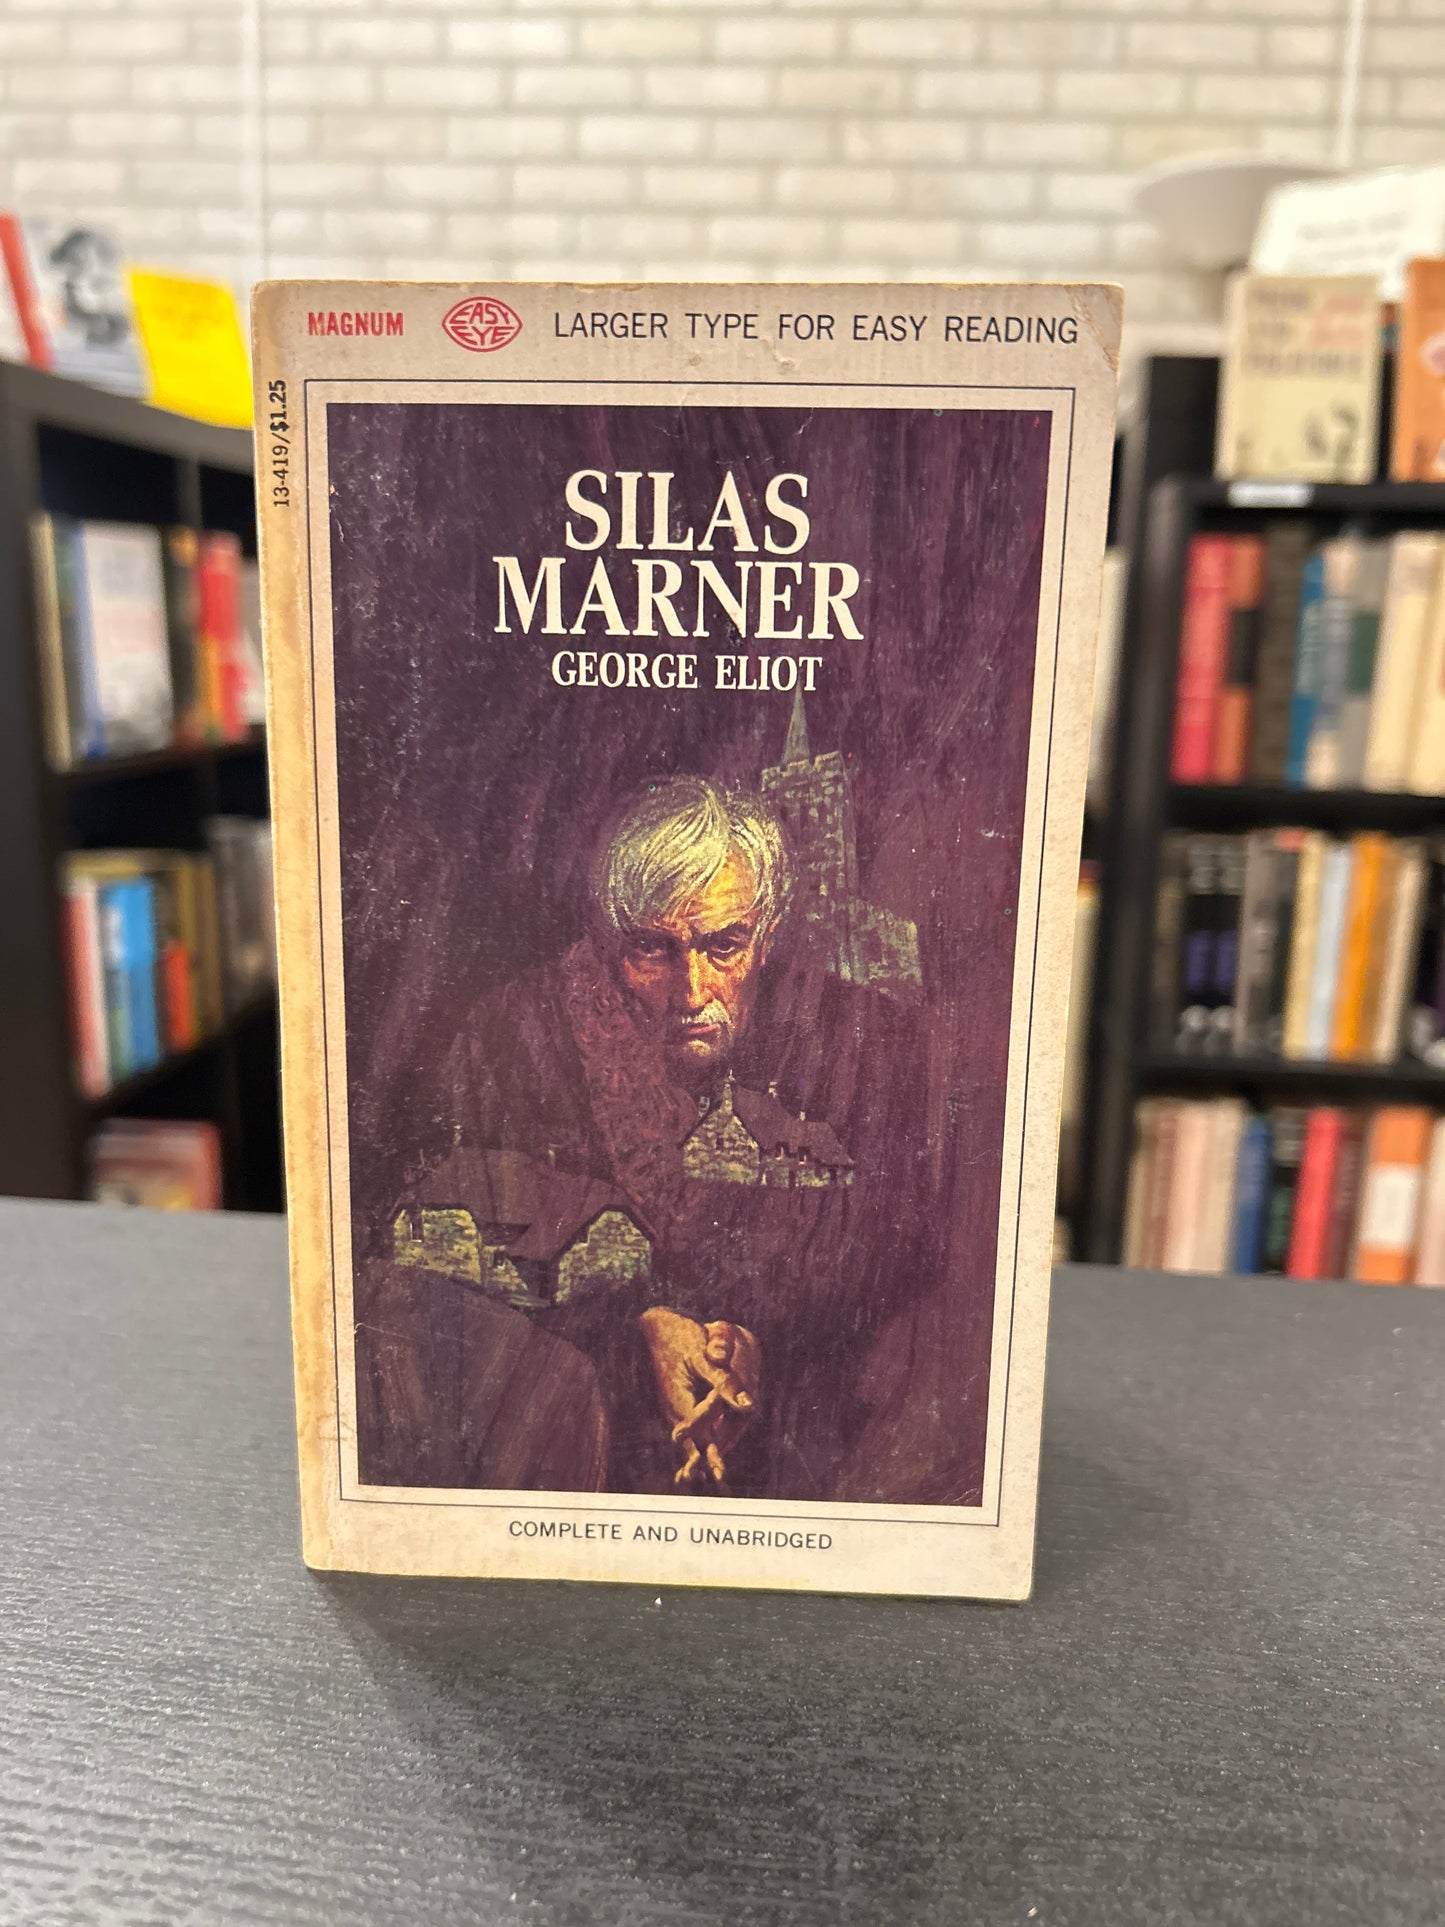 MAGNUM EASY EYE LARGER TYPE FOR EASY READING
13-419/$1.25
SILAS
MARNER
GEORGE ELIOT
COMPLETE AND UNABRIDGED